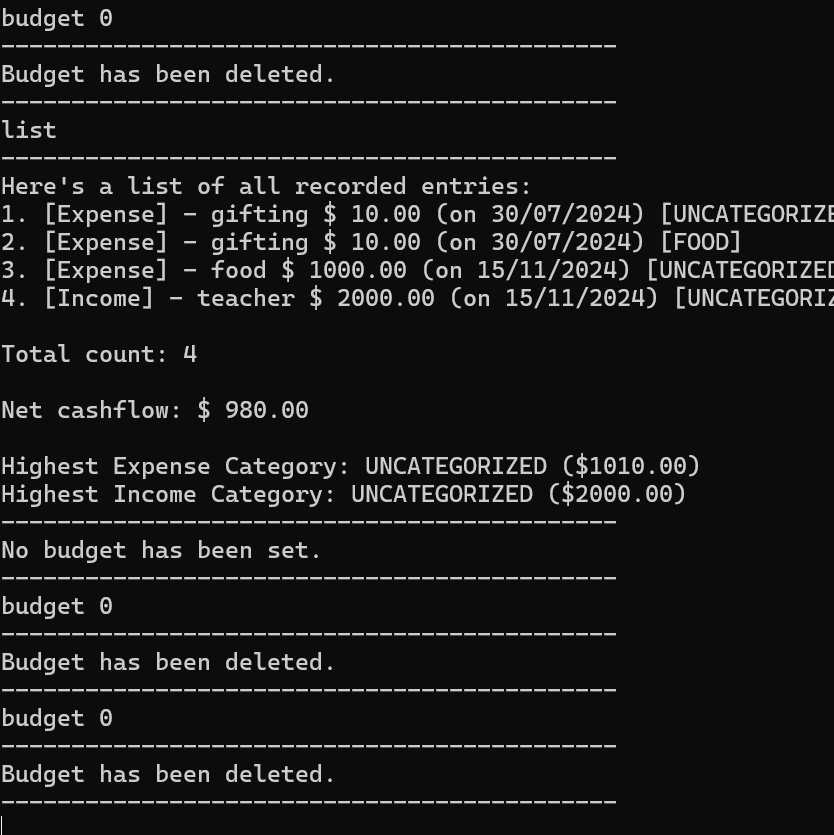 budget 0
--------------------------------------------
Budget has been deleted.
--------------------------------------------
list
--------------------------------------------
Here's a list of all recorded entries:
1. [Expense] - gifting $ 10.00 (on 30/07/2024) [UNCATEGORIZE
2. [Expense] - gifting $ 10.00 (on 30/07/2024) [FOOD]
3. [Expense] - food $ 1000.00 (on 15/11/2024) [UNCATEGORIZED
4. [Income] - teacher $ 2000.00 (on 15/11/2024) [UNCATEGORIZ
Total count: 4
Net cashflow: $ 980.00
Highest Expense Category: UNCATEGORIZED ($1010.00)
Highest Income Category: UNCATEGORIZED ($2000.00)
--------------------------------------------
No budget has been set.
--------------------------------------------
budget 0
--------------------------------------------
Budget has been deleted.
--------------------------------------------
budget 0
--------------------------------------------
Budget has been deleted.
--------------------------------------------